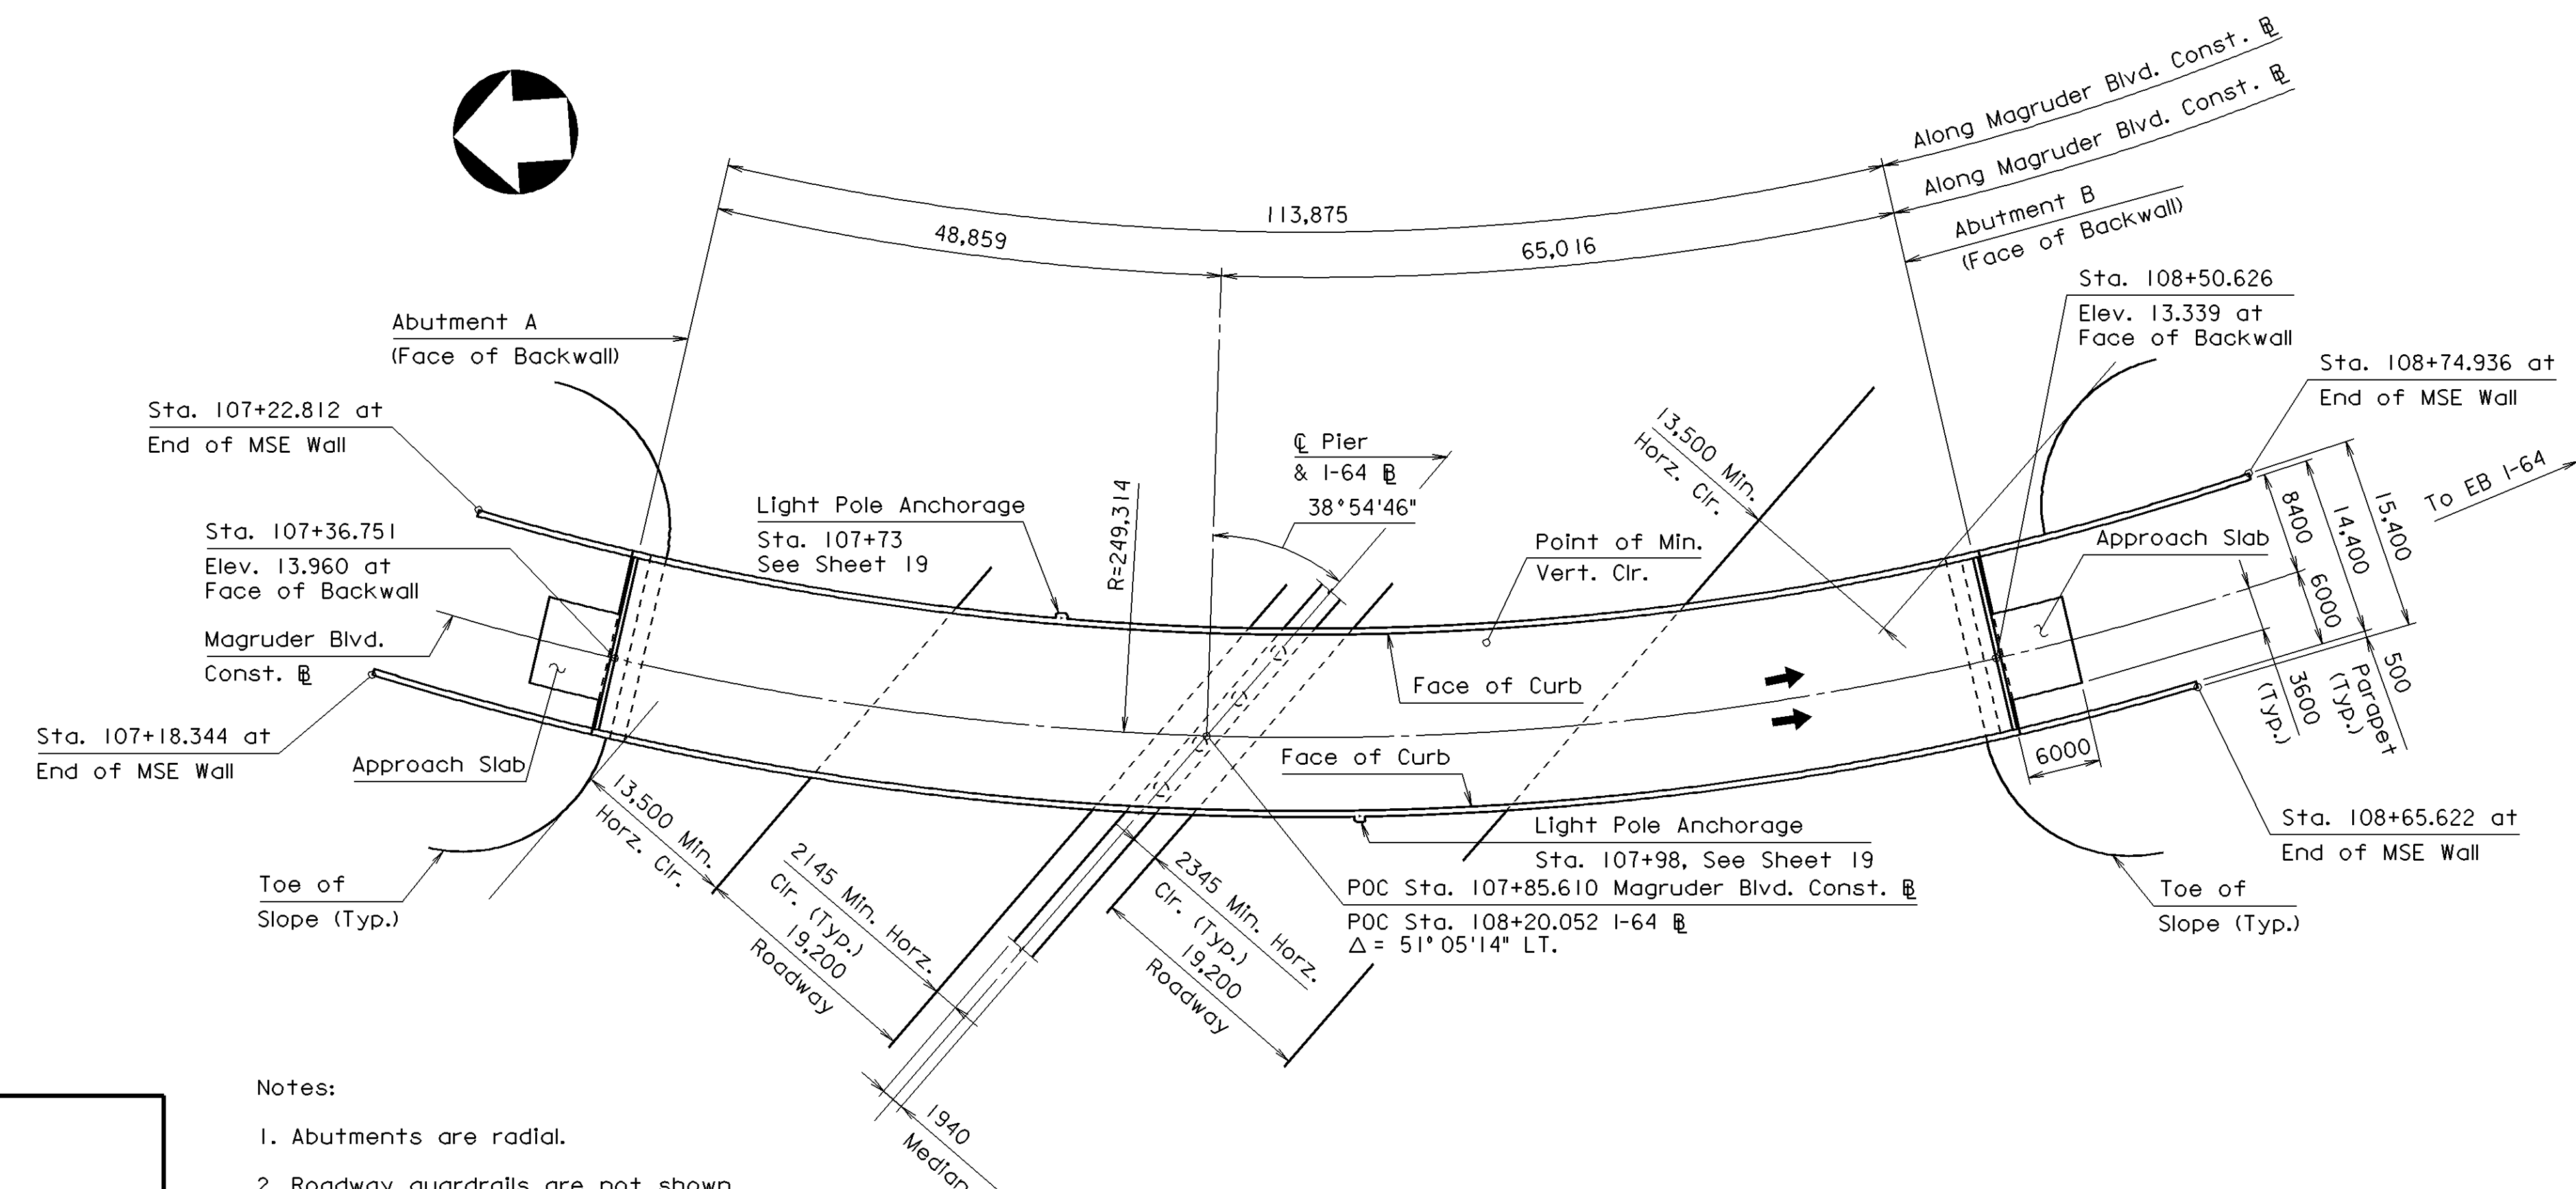 Along Magruder Blvd. Const. ℄
Along Magruder Blvd. Const. ℄
Abutment B
(Face of Backwall)
113,875
48,859
65,016
Abutment A
(Face of Backwall)
Sta. 108+50.626
Elev. 13.339 at
Face of Backwall
Sta. 108+74.936 at
End of MSE Wall
Sta. 107+22.812 at
End of MSE Wall
Sta. 107+36.751
Elev. 13.960 at
Face of Backwall
Magruder Blvd.
Const. BL
Sta. 107+18.344 at
End of MSE Wall
Approach Slab
Light Pole Anchorage
Sta. 107+73
See Sheet 19
R=249,314
℄ Pier
& I-64 BL
38°54'46"
13,500 Min.
Horz. Clr.
Point of Min.
Vert. Clr.
Face of Curb
Face of Curb
Approach Slab
To EB I-64
8400
14,400
15,400
6000
3600
(Typ.)
500
Parapet
(Typ.)
6000
Light Pole Anchorage
Sta. 107+98, See Sheet 19
POC Sta. 107+85.610 Magruder Blvd. Const. BL
POC Sta. 108+20.052 I-64 BL
Δ = 51°05'14" LT.
Sta. 108+65.622 at
End of MSE Wall
Toe of
Slope (Typ.)
Toe of
Slope (Typ.)
13,500 Min.
Horz. Clr.
2145 Min. Horz.
Clr. (Typ.)
19,200
Roadway
2345 Min. Horz.
Clr. (Typ.)
19,200
Roadway
1940
Median
Notes:
1. Abutments are radial.
2. Roadway guardrails are not shown